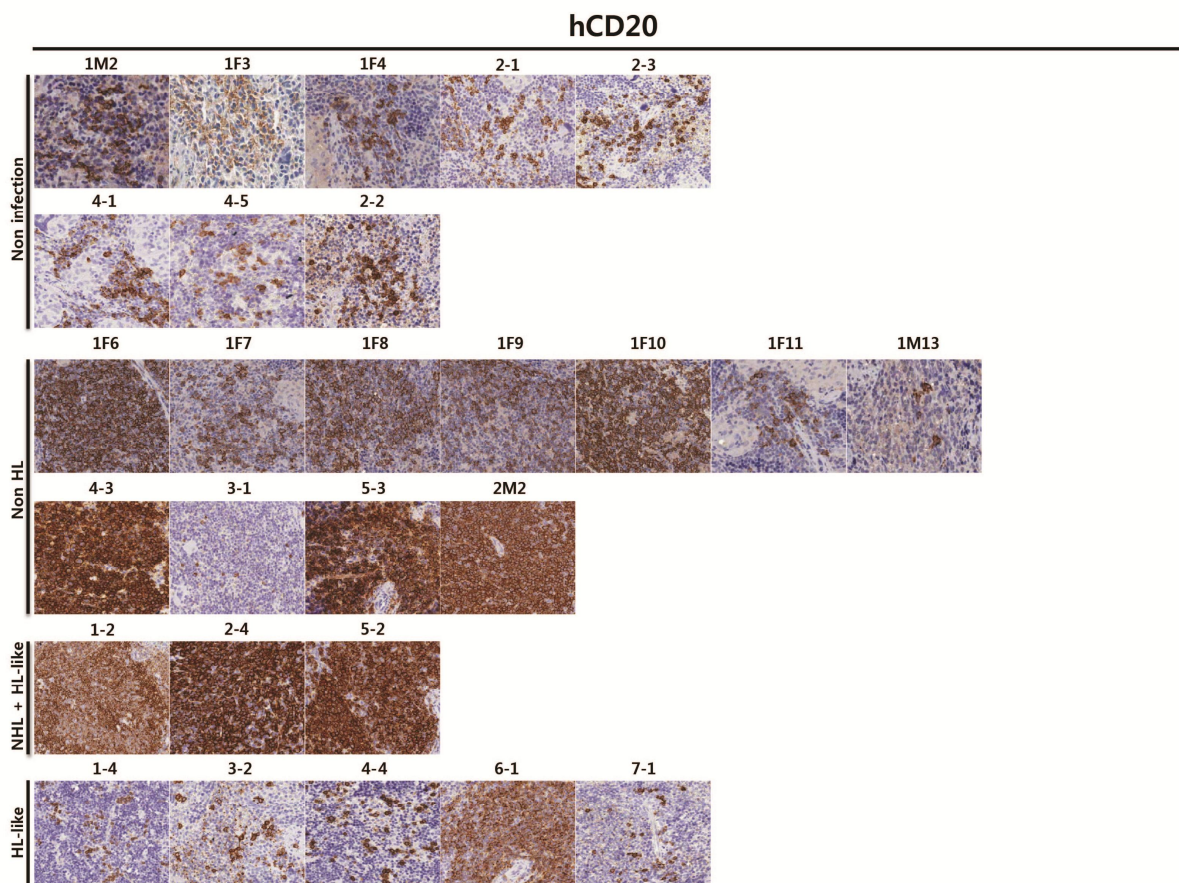 hCD20
1M2 1F3 1F4 2-1 2-3
Non infection
4-1 4-5 2-2
1F6 1F7 1F8 1F9 1F10 1F11 1M13
Non HL
4-3 3-1 5-3 2M2
1-2 2-4 5-2
NHL + HL-like
1-4 3-2 4-4 6-1 7-1
HL-like